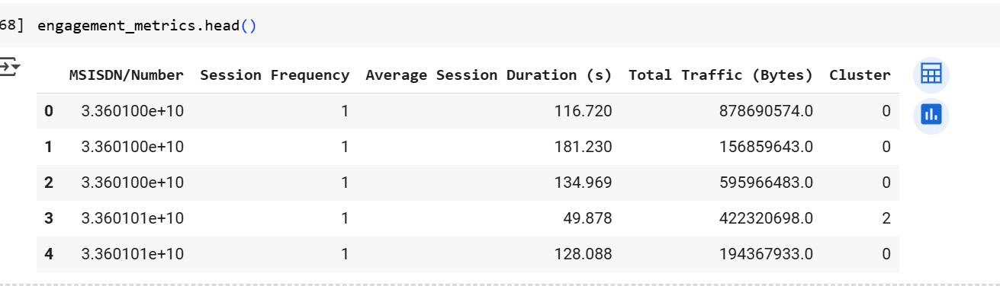 68] engagement_metrics.head()
MSISDN/Number Session Frequency Average Session Duration (s) Total Traffic (Bytes) Cluster
0 3.360100e+10 1 116.720 878690574.0 0
1 3.360100e+10 1 181.230 156859643.0 0
2 3.360100e+10 1 134.969 595966483.0 0
3 3.360101e+10 1 49.878 422320698.0 2
4 3.360101e+10 1 128.088 194367933.0 0